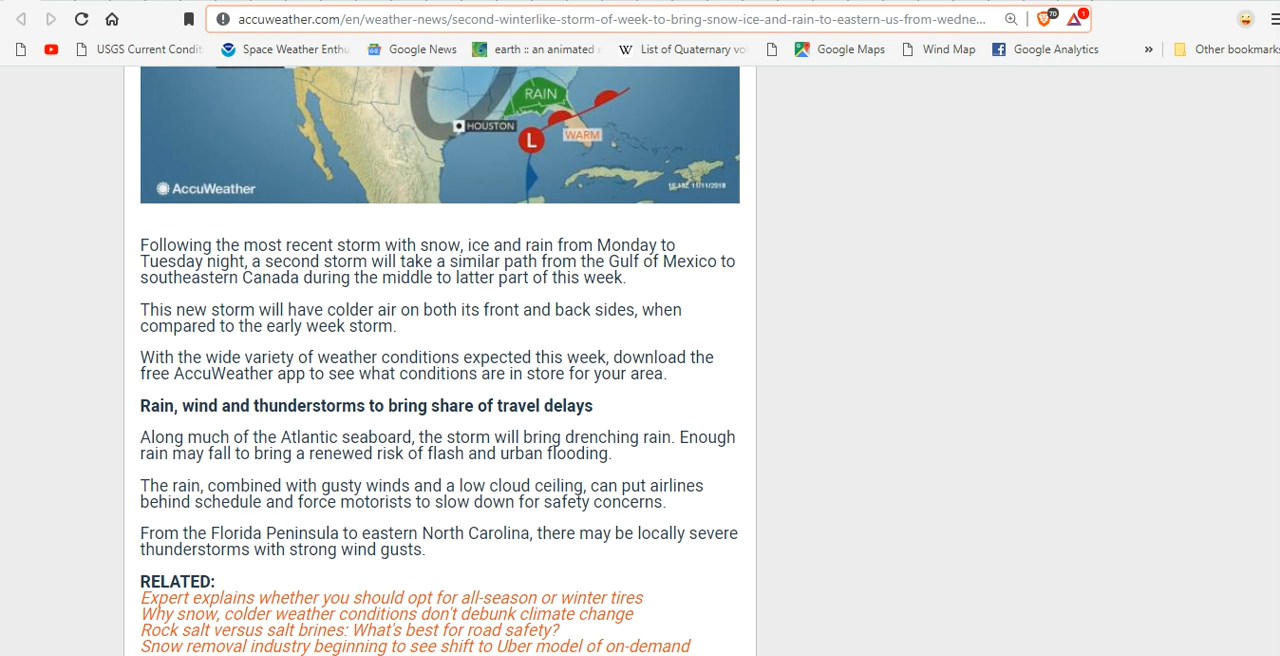 accuweather.com/en/weather-news/second-winterlike-storm-of-week-to-bring-snow-ice-and-rain-to-eastern-us-from-wedne...
70
1
USGS Current Condit
Space Weather Enthu
Google News
earth :: an animated
W
List of Quaternary vo
Google Maps
Wind Map
Google Analytics
»
Other bookmarks
RAIN
HOUSTON
L
WARM
AccuWeather
11/11/2018
Following the most recent storm with snow, ice and rain from Monday to
Tuesday night, a second storm will take a similar path from the Gulf of Mexico to
southeastern Canada during the middle to latter part of this week.
This new storm will have colder air on both its front and back sides, when
compared to the early week storm.
With the wide variety of weather conditions expected this week, download the
free AccuWeather app to see what conditions are in store for your area.
Rain, wind and thunderstorms to bring share of travel delays
Along much of the Atlantic seaboard, the storm will bring drenching rain. Enough
rain may fall to bring a renewed risk of flash and urban flooding.
The rain, combined with gusty winds and a low cloud ceiling, can put airlines
behind schedule and force motorists to slow down for safety concerns.
From the Florida Peninsula to eastern North Carolina, there may be locally severe
thunderstorms with strong wind gusts.
RELATED:
Expert explains whether you should opt for all-season or winter tires
Why snow, colder weather conditions don't debunk climate change
Rock salt versus salt brines: What's best for road safety?
Snow removal industry beginning to see shift to Uber model of on-demand